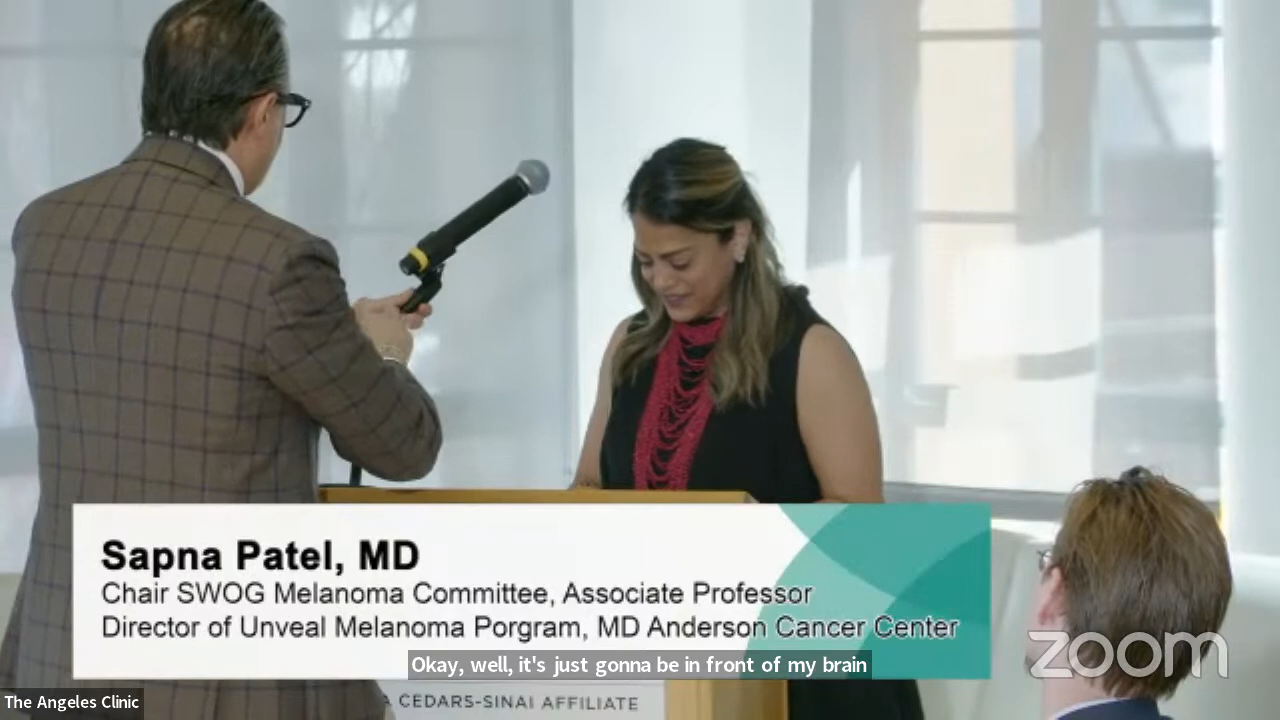 Sapna Patel, MD
Chair SWOG Melanoma Committee, Associate Professor
Director of Unveal Melanoma Porgram, MD Anderson Cancer Center
Okay, well, it's just gonna be in front of my brain
zoom
A CEDARS-SINAI AFFILIATE
The Angeles Clinic